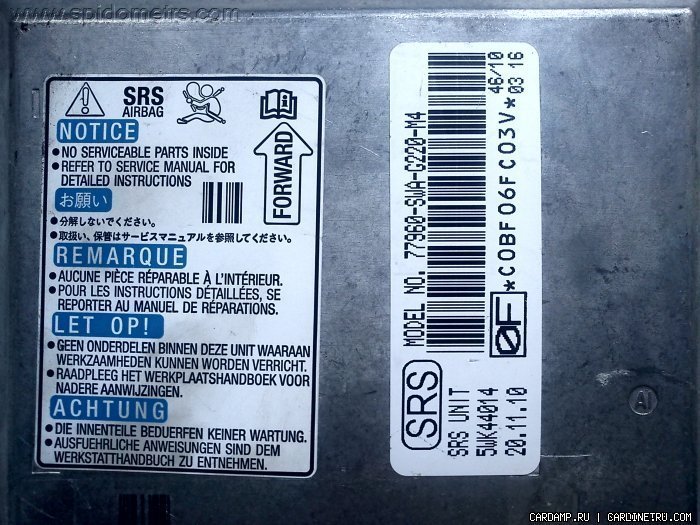 www.spidometrs.com
SRS
AIRBAG
NOTICE
• NO SERVICEABLE PARTS INSIDE
• REFER TO SERVICE MANUAL FOR
DETAILED INSTRUCTIONS
FORWARD
お願い
• 分解しないでください。
• 取扱い、保管はサービスマニュアルを参照してください。
REMARQUE
• AUCUNE PIÈCE RÉPARABLE À L'INTÉRIEUR.
• POUR LES INSTRUCTIONS DÉTAILLÉES, SE
REPORTER AU MANUEL DE RÉPARATIONS.
LET OP!
• GEEN ONDERDELEN BINNEN DEZE UNIT WAARAAN
WERKZAAMHEDEN KUNNEN WORDEN VERRICHT.
• RAADPLEEG HET WERKPLAATSHANDBOEK VOOR
NADERE AANWIJZINGEN.
ACHTUNG
• DIE INNENTEILE BEDUERFEN KEINER WARTUNG.
• AUSFUEHRLICHE ANWEISUNGEN SIND DEM
WERKSTATTHANDBUCH ZU ENTNEHMEN.
MODEL NO. 77960-SWA-G220-M4
46/10
*C0BF06FC03V* 03 16
0F
SRS
SRS UNIT
5WK44014
20.11.10
AI
CARDAMP.RU | CARDINETRU.COM